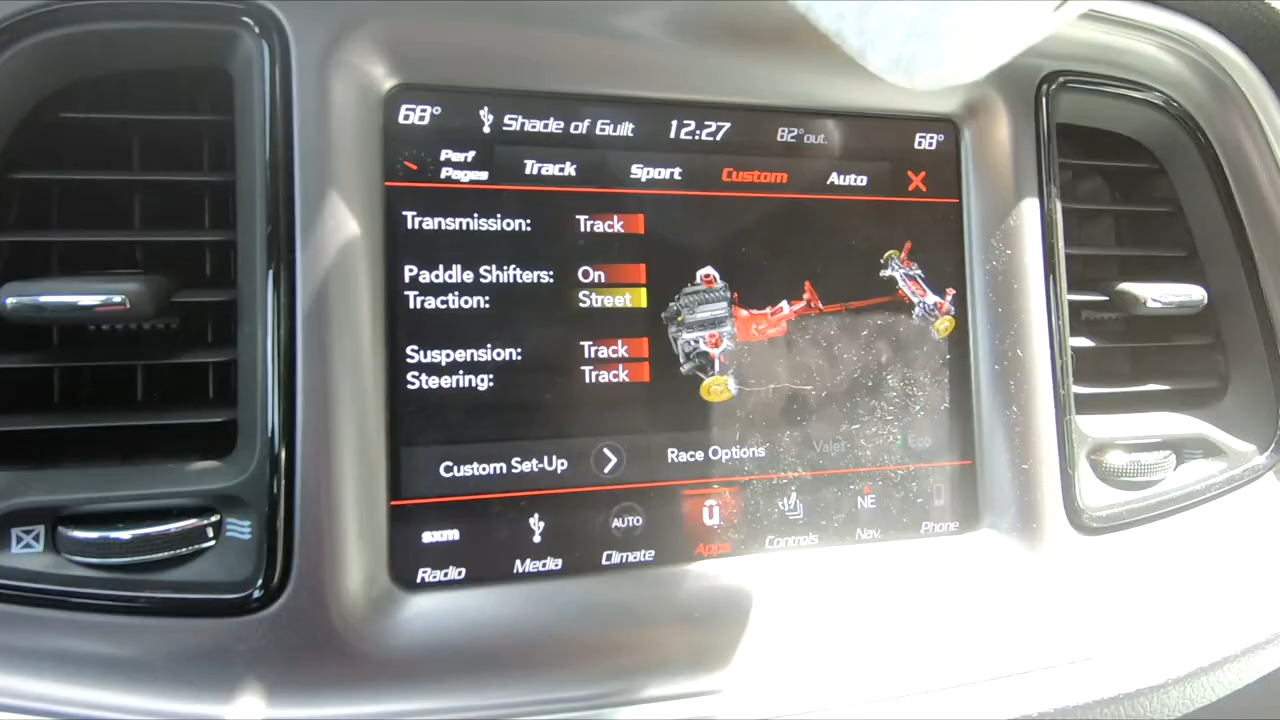 68° Shade of Guilt 12:27 82°out. 68°
Perf Pages Track Sport Custom Auto
Transmission: Track
Paddle Shifters: On
Traction: Street
Suspension: Track
Steering: Track
Custom Set-Up Race Options Valet Eco
sxm AUTO NE
Radio Media Climate Apps Controls Nav Phone